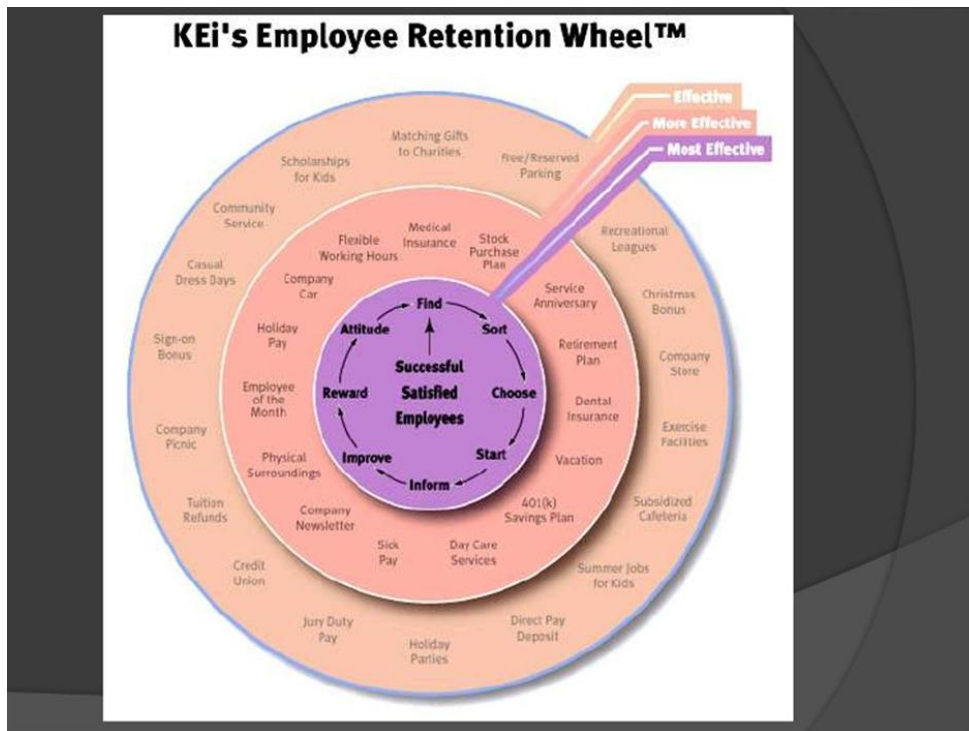 KEi's Employee Retention Wheel™
Effective
More Effective
Most Effective
Matching Gifts
to Charities
Free/Reserved
Parking
Recreational
Leagues
Christmas
Bonus
Company
Store
Exercise
Facilities
Subsidized
Cafeteria
Summer Jobs
for Kids
Direct Pay
Deposit
Holiday
Parties
Jury Duty
Pay
Credit
Union
Tuition
Refunds
Company
Picnic
Sign-on
Bonus
Casual
Dress Days
Community
Service
Scholarships
for Kids
Medical
Insurance
Stock
Purchase
Plan
Service
Anniversary
Retirement
Plan
Dental
Insurance
Vacation
401(k)
Savings Plan
Day Care
Services
Sick
Pay
Company
Newsletter
Physical
Surroundings
Employee
of the
Month
Holiday
Pay
Company
Car
Flexible
Working Hours
Find
Sort
Choose
Start
Inform
Improve
Reward
Attitude
Successful
Satisfied
Employees